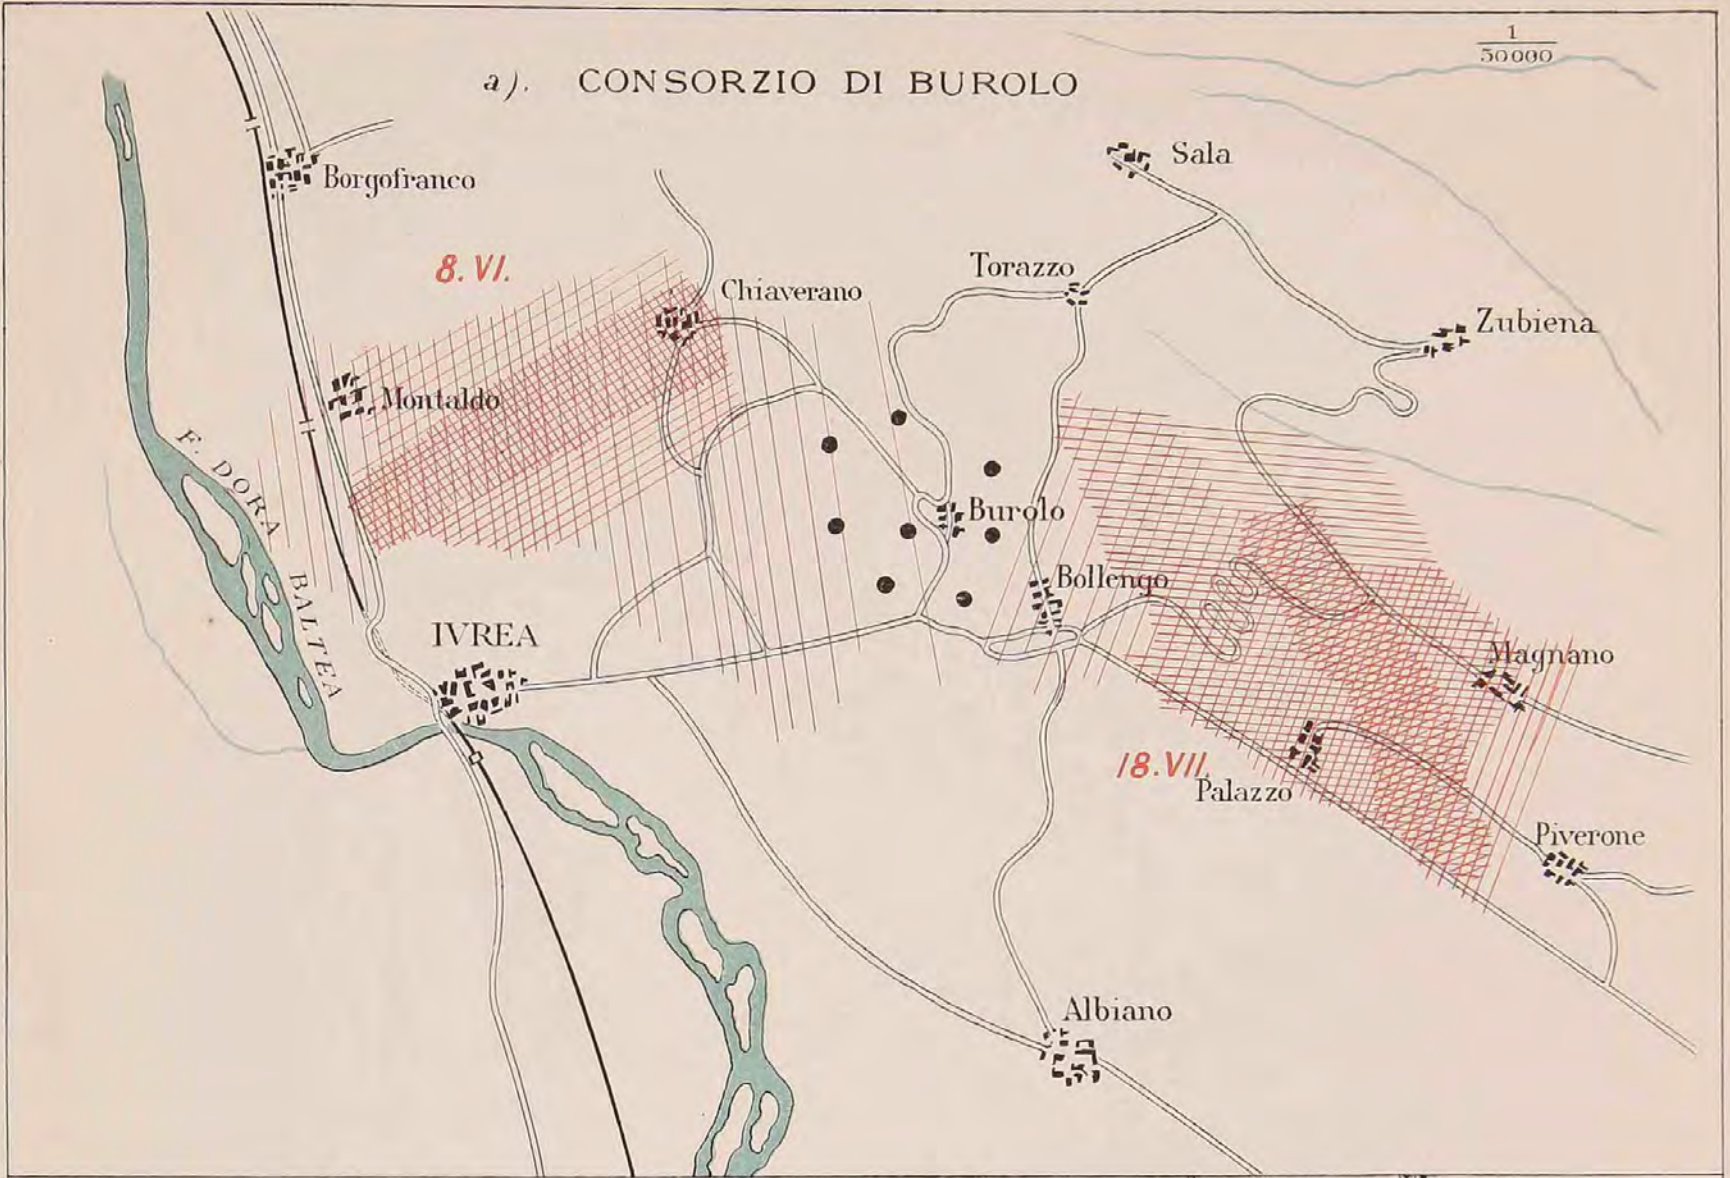 1
50000
a). CONSORZIO DI BUROLO
Sala
Borgofranco
8. VI.
Torazzo
Chiaverano
Zubiena
Montaldo
F. DORA BALTEA
Burolo
Bollengo
IVREA
Magnano
18. VII.
Palazzo
Piverone
Albiano